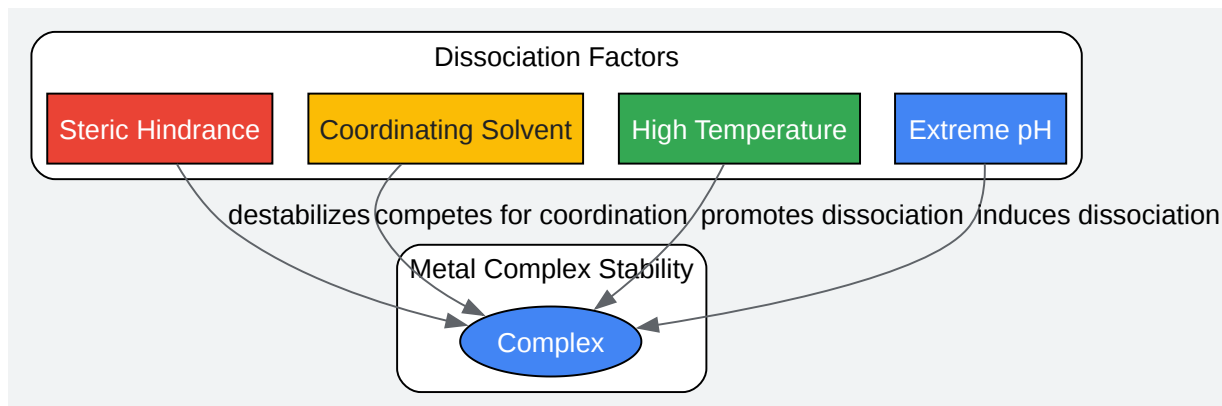 Dissociation Factors
Steric Hindrance
Coordinating Solvent
High Temperature
Extreme pH
destabilizes
competes for coordination
promotes dissociation
induces dissociation
Metal Complex Stability
Complex